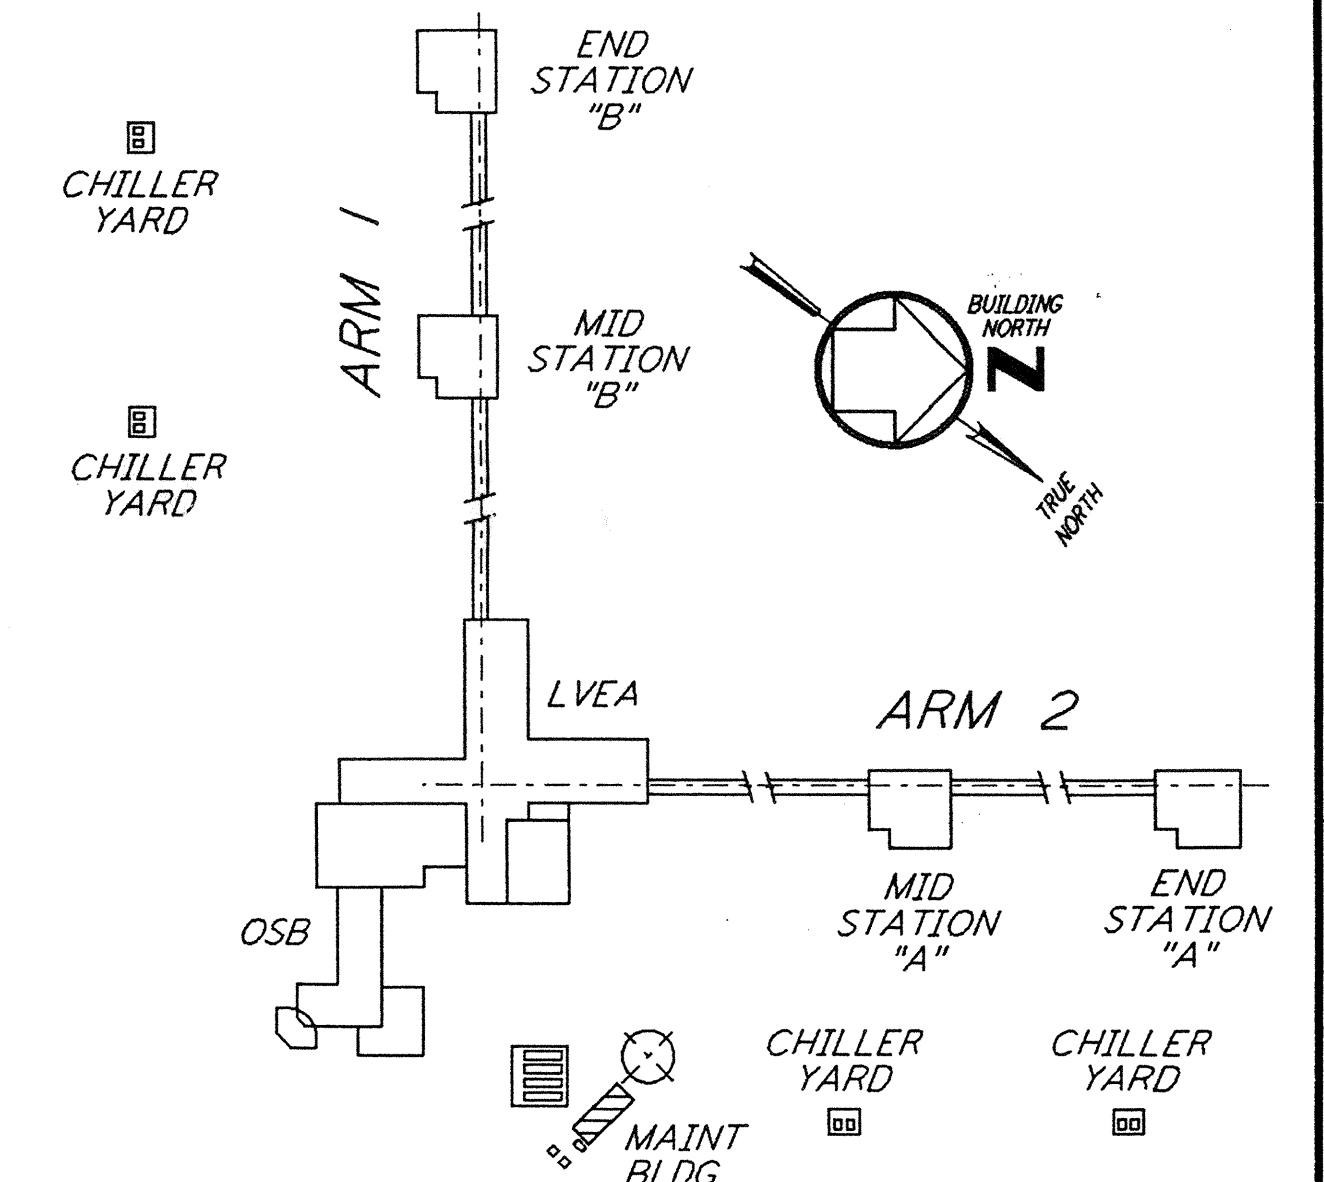 END
STATION
"B"
CHILLER
YARD
ARM 1
MID
STATION
"B"
BUILDING
NORTH
N
TRUE
NORTH
CHILLER
YARD
LVEA
ARM 2
MID
STATION
"A"
END
STATION
"A"
OSB
CHILLER
YARD
CHILLER
YARD
MAINT
BLDG